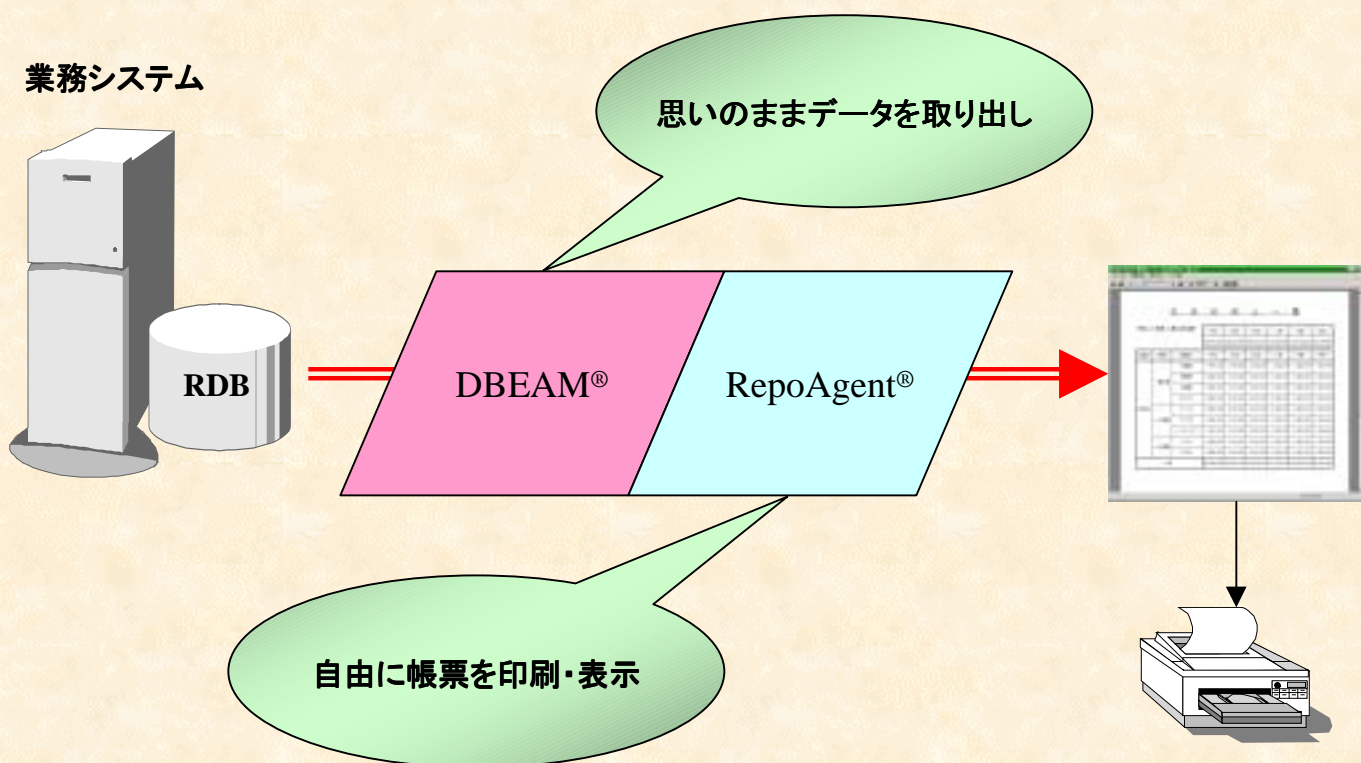 業務システム
思いのままデータを取り出し
RDB
DBEAM®
RepoAgent®
自由に帳票を印刷・表示